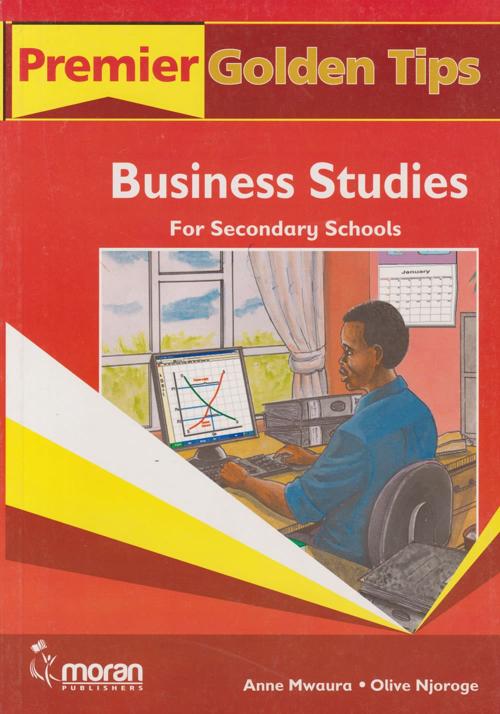 Premier Golden Tips
Business Studies
For Secondary Schools
January
moran
PUBLISHERS
Anne Mwaura • Olive Njoroge